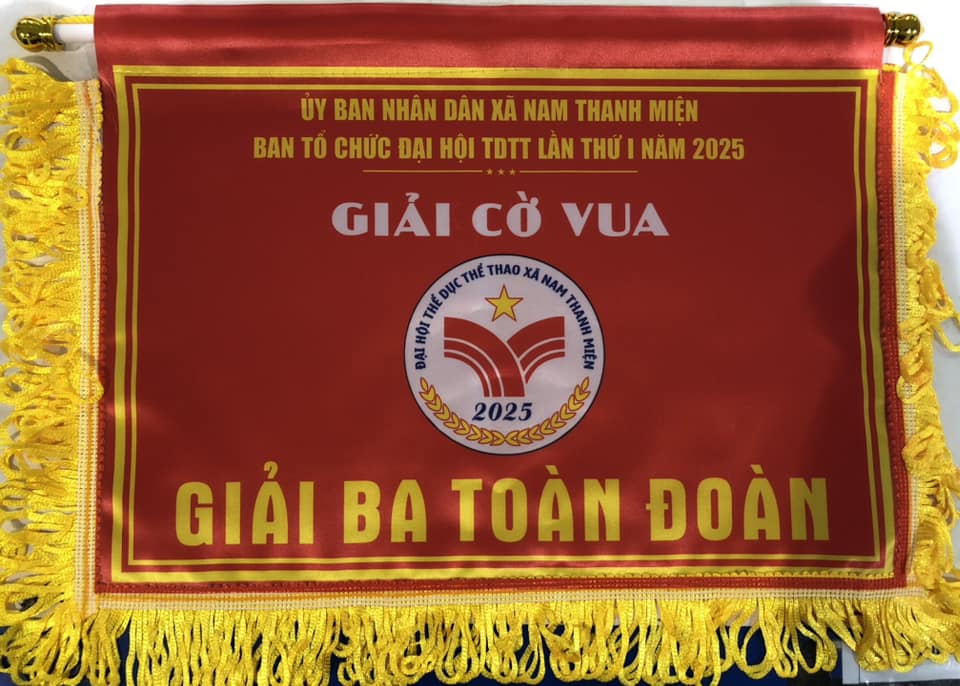 ỦY BAN NHÂN DÂN XÃ NAM THANH MIỆN
BAN TỔ CHỨC ĐẠI HỘI TDTT LẦN THỨ I NĂM 2025
GIẢI CỜ VUA
ĐẠI HỘI THỂ DỤC THỂ THAO XÃ NAM THANH MIỆN
2025
GIẢI BA TOÀN ĐOÀN